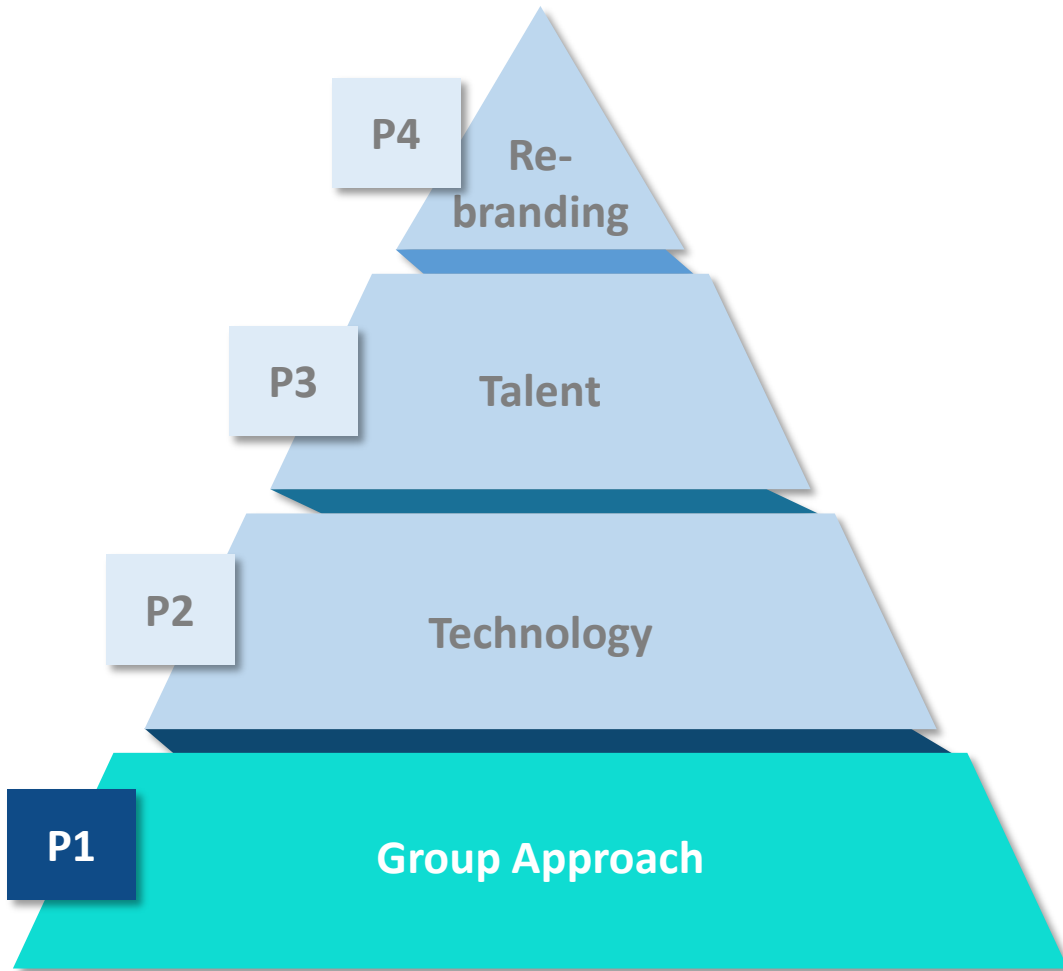 P4
Re-
branding
P3
Talent
P2
Technology
P1
Group Approach